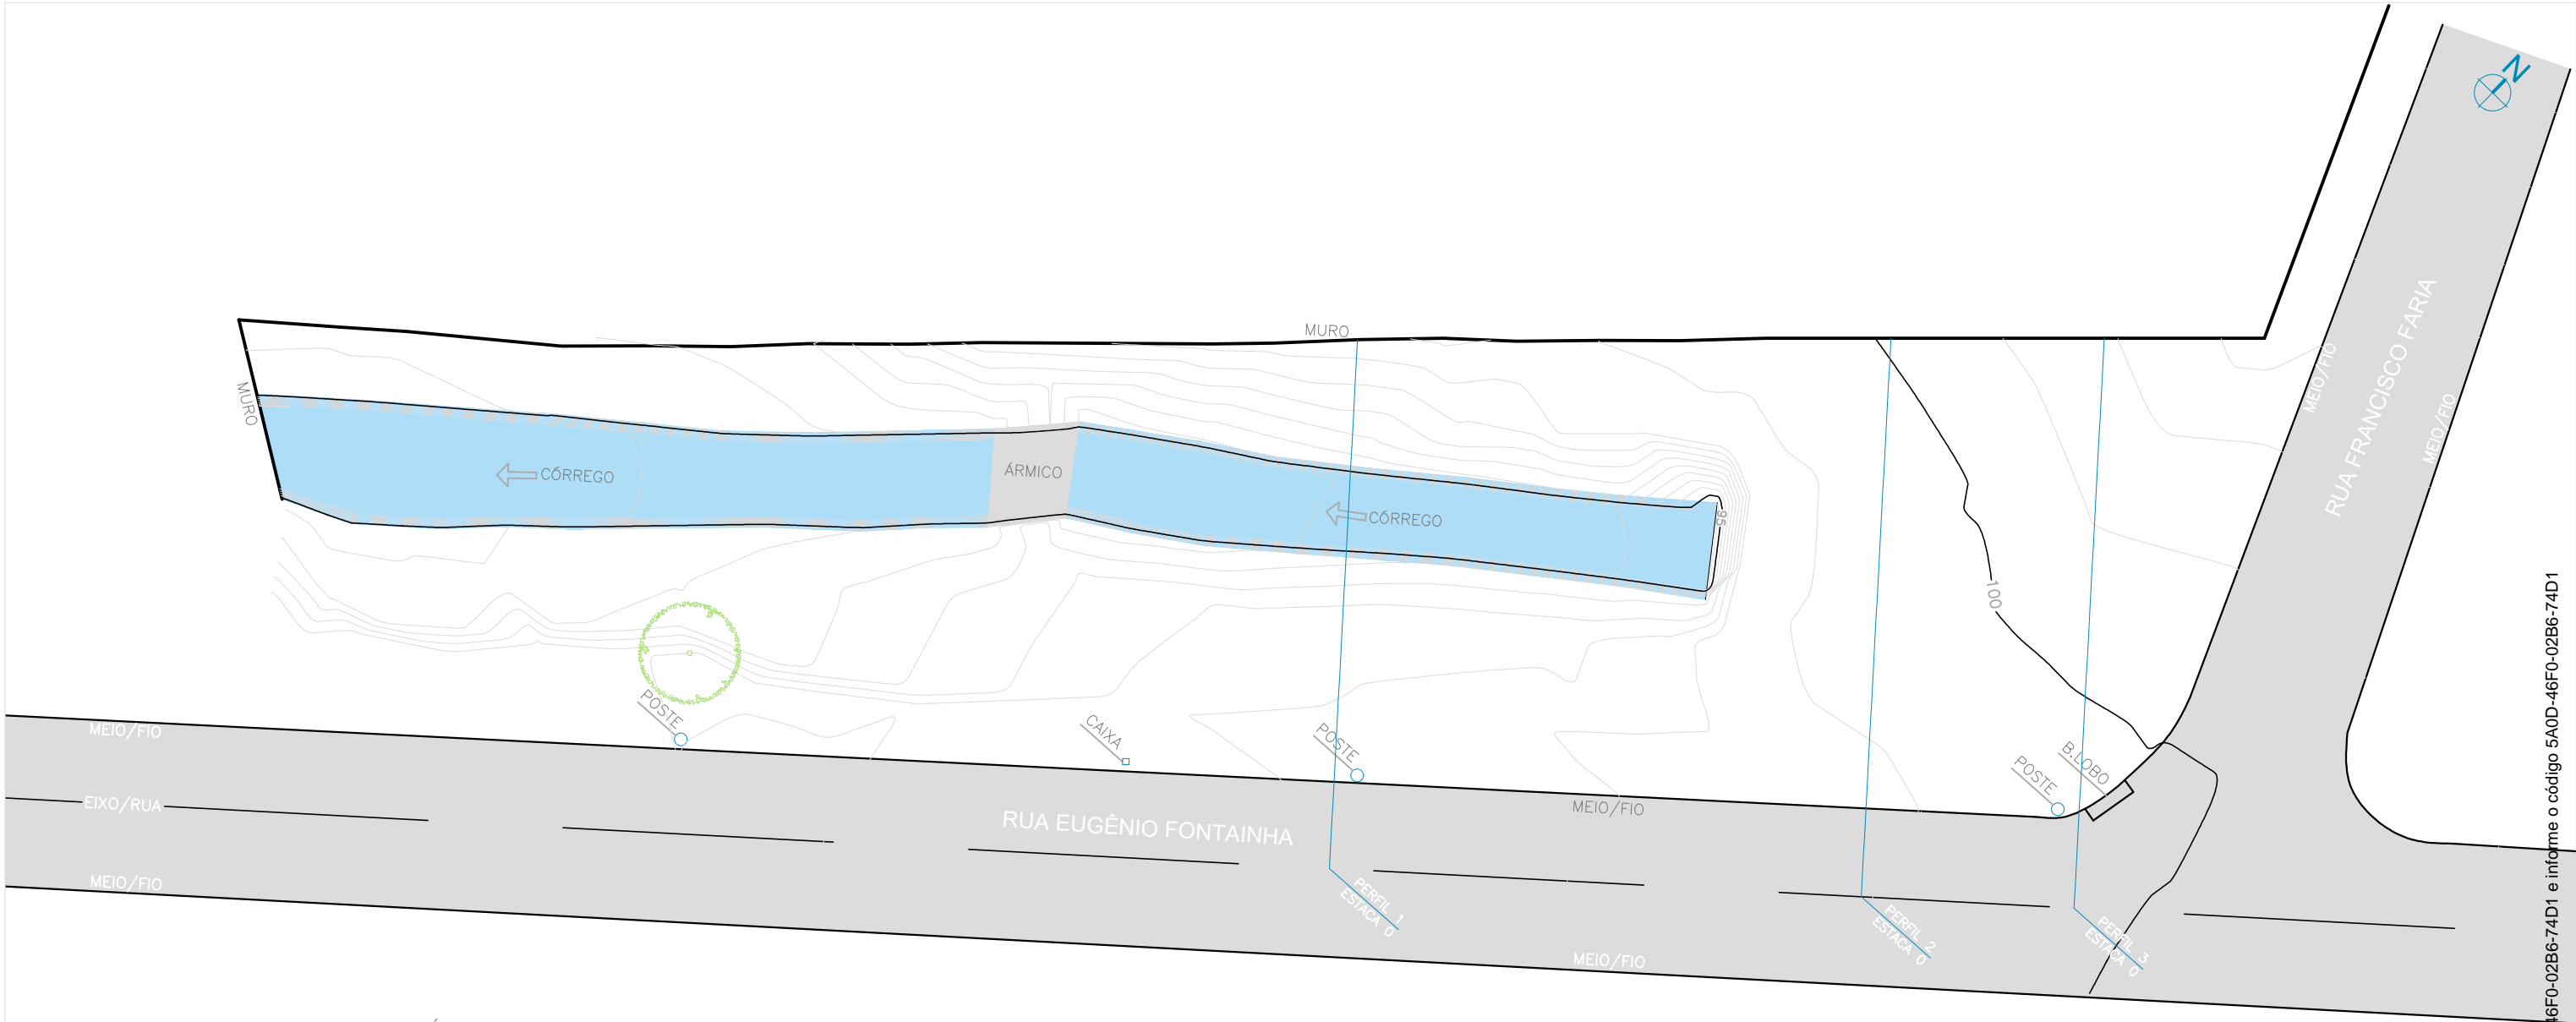 N
MURO
MURO
ÁRMICO
CÓRREGO
CÓRREGO
95
100
MEIO/FIO
MEIO/FIO
RUA FRANCISCO FARIA
POSTE
CAIXA
POSTE
POSTE
B.LOBO
MEIO/FIO
EIXO/RUA
MEIO/FIO
RUA EUGÊNIO FONTAINHA
MEIO/FIO
MEIO/FIO
PERFIL 1
ESTACA 0
PERFIL 2
ESTACA 0
PERFIL 3
ESTACA 0
46F0-02B6-74D1 e informe o código 5A0D-46F0-02B6-74D1